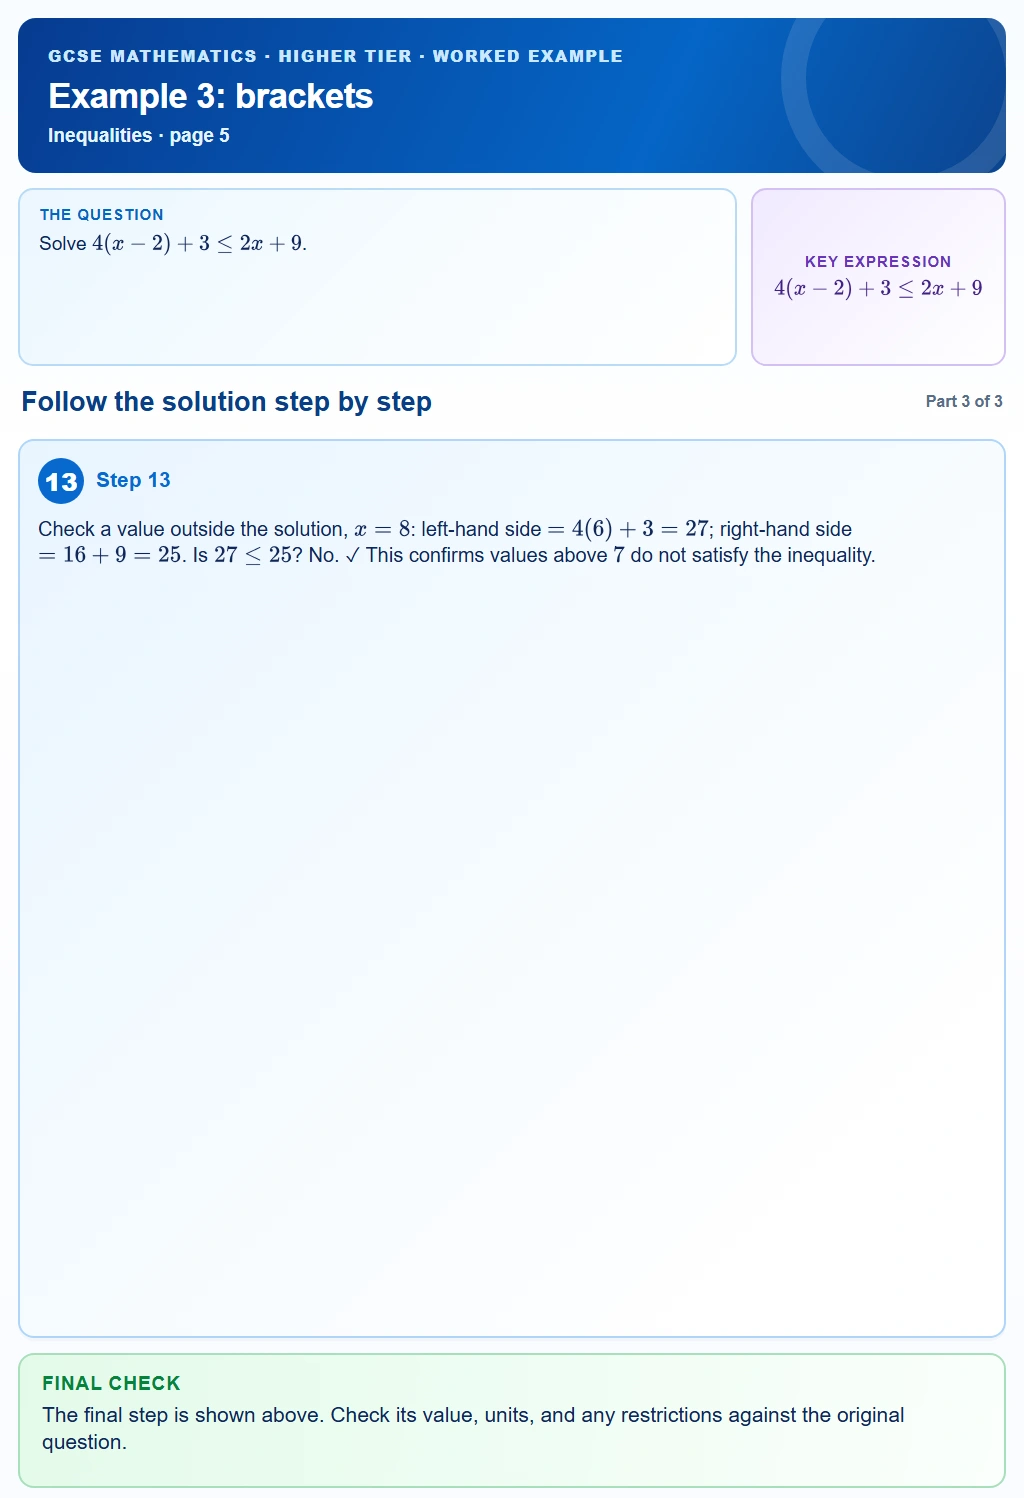 GCSE MATHEMATICS · HIGHER TIER · WORKED EXAMPLE
Example 3: brackets
Inequalities · page 5
THE QUESTION
Solve 4(x − 2) + 3 ≤ 2x + 9.
KEY EXPRESSION
4(x − 2) + 3 ≤ 2x + 9
Follow the solution step by step
Part 3 of 3
13 Step 13
Check a value outside the solution, x = 8: left-hand side = 4(6) + 3 = 27; right-hand side
= 16 + 9 = 25. Is 27 ≤ 25? No. ✓ This confirms values above 7 do not satisfy the inequality.
FINAL CHECK
The final step is shown above. Check its value, units, and any restrictions against the original
question.